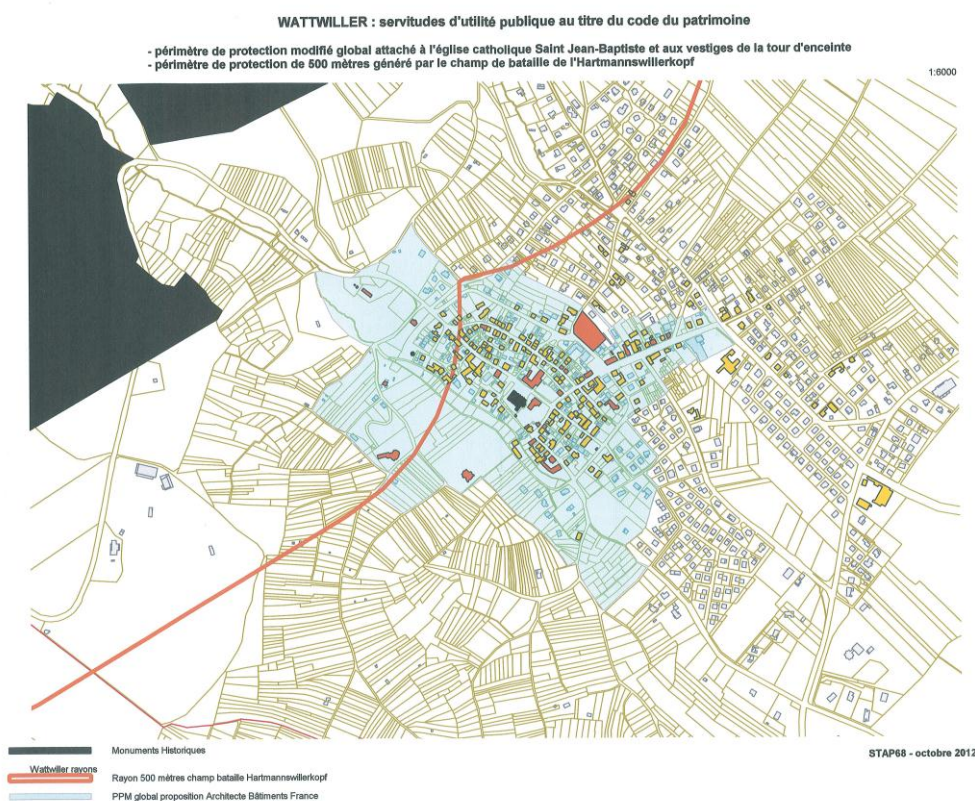 WATTWILLER : servitudes d'utilité publique au titre du code du patrimoine
- périmètre de protection modifié global attaché à l'église catholique Saint Jean-Baptiste et aux vestiges de la tour d'enceinte
- périmètre de protection de 500 mètres généré par le champ de bataille de l'Hartmannswillerkopf
1:6000
Monuments Historiques
STAP68 - octobre 2012
Wattwiller rayons
Rayon 500 mètres champ bataille Hartmannswillerkopf
PPM global proposition Architecte Bâtiments France